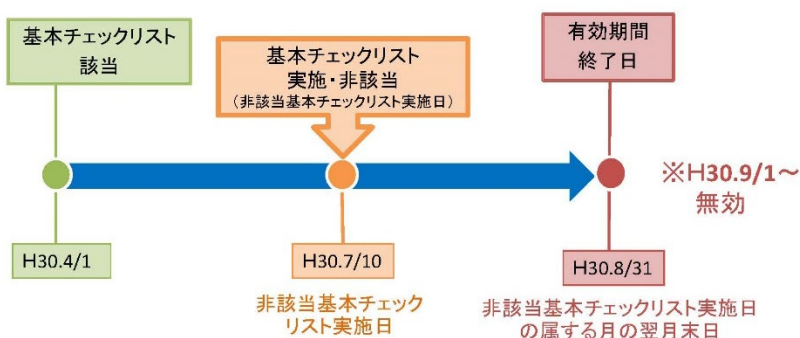 基本チェックリスト
該当
基本チェックリスト
実施・非該当
（非該当基本チェックリスト実施日）
有効期間
終了日
※H30.9/1～
無効
H30.4/1
H30.7/10
H30.8/31
非該当基本チェック
リスト実施日
非該当基本チェックリスト実施日
の属する月の翌月末日